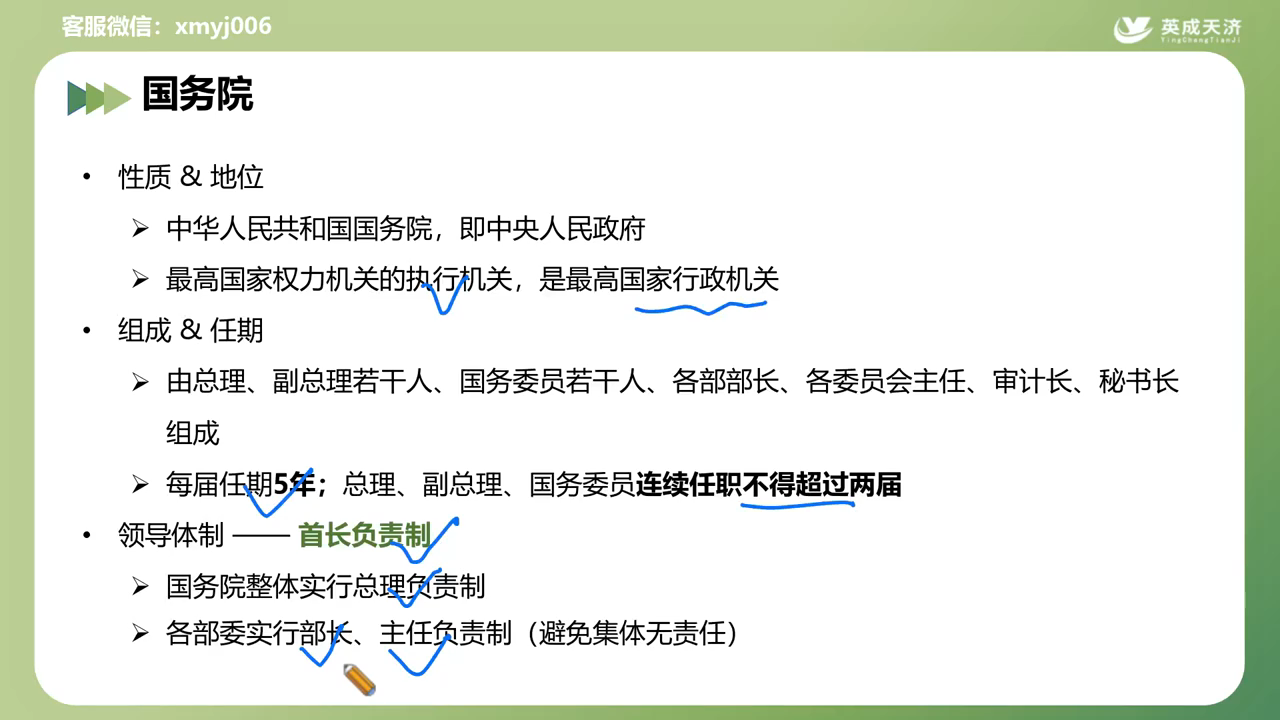 客服微信：xmyj006
英成天济
YingChengTianJi
国务院
• 性质 & 地位
➢ 中华人民共和国国务院，即中央人民政府
➢ 最高国家权力机关的执行机关，是最高国家行政机关
• 组成 & 任期
➢ 由总理、副总理若干人、国务委员若干人、各部部长、各委员会主任、审计长、秘书长
组成
➢ 每届任期5年；总理、副总理、国务委员连续任职不得超过两届
• 领导体制 —— 首长负责制
➢ 国务院整体实行总理负责制
➢ 各部委实行部长、主任负责制（避免集体无责任）